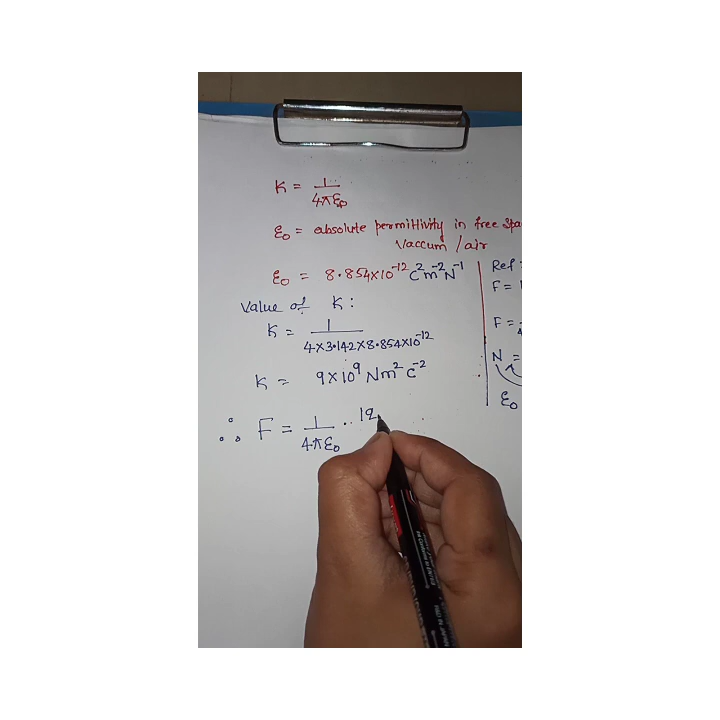 K = 1/4πε₀
ε₀ = absolute permittivity in free Spa
Vaccum / air
ε₀ = 8.854×10⁻¹² C²m⁻²N⁻¹
Value of K:
K = 1/4×3.142×8.854×10⁻¹²
K = 9×10⁹ Nm²C⁻²
∴ F = 1/4πε₀ · |q
Ref
F =
F =
N =
ε₀